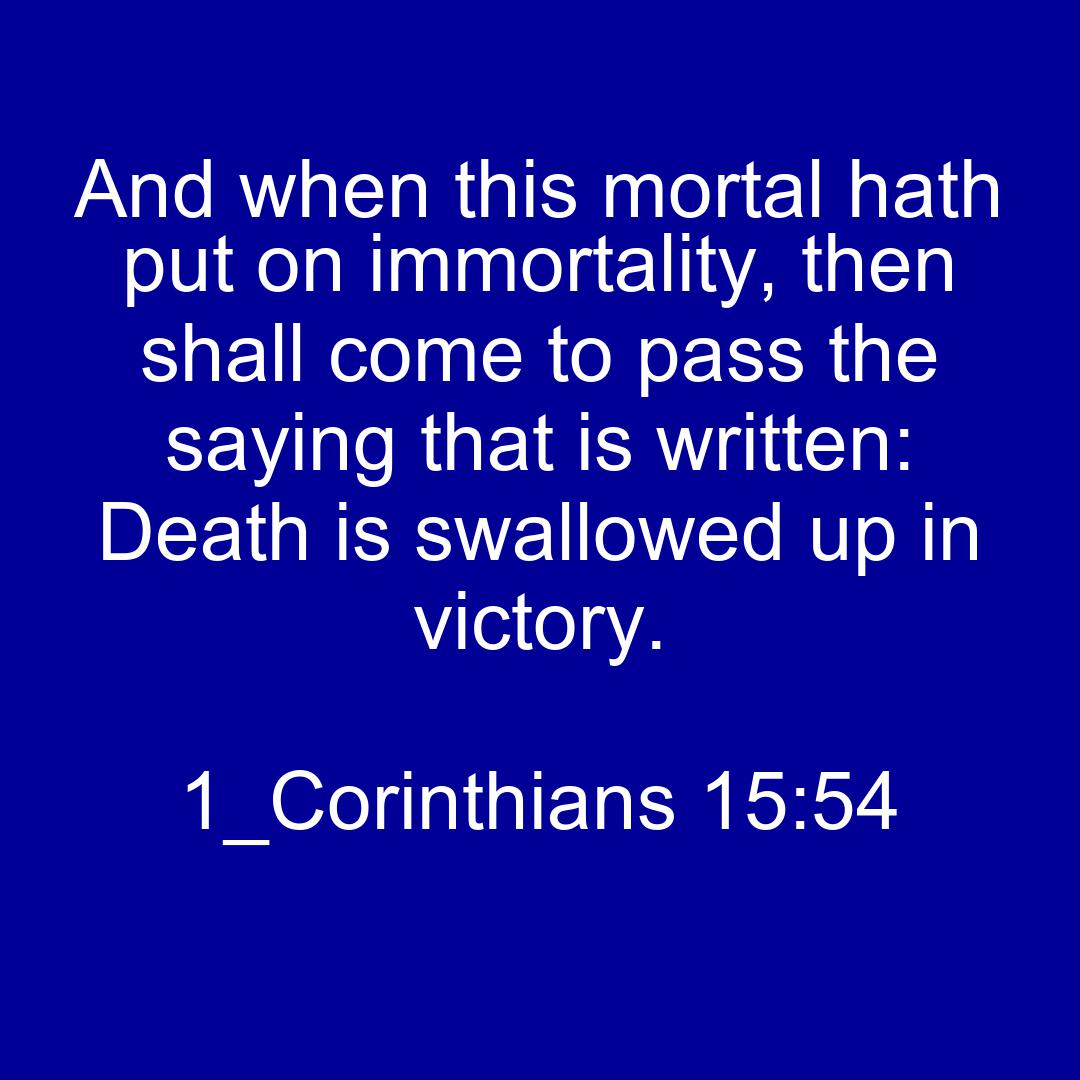 And when this mortal hath
put on immortality, then
shall come to pass the
saying that is written:
Death is swallowed up in
victory.
1_Corinthians 15:54